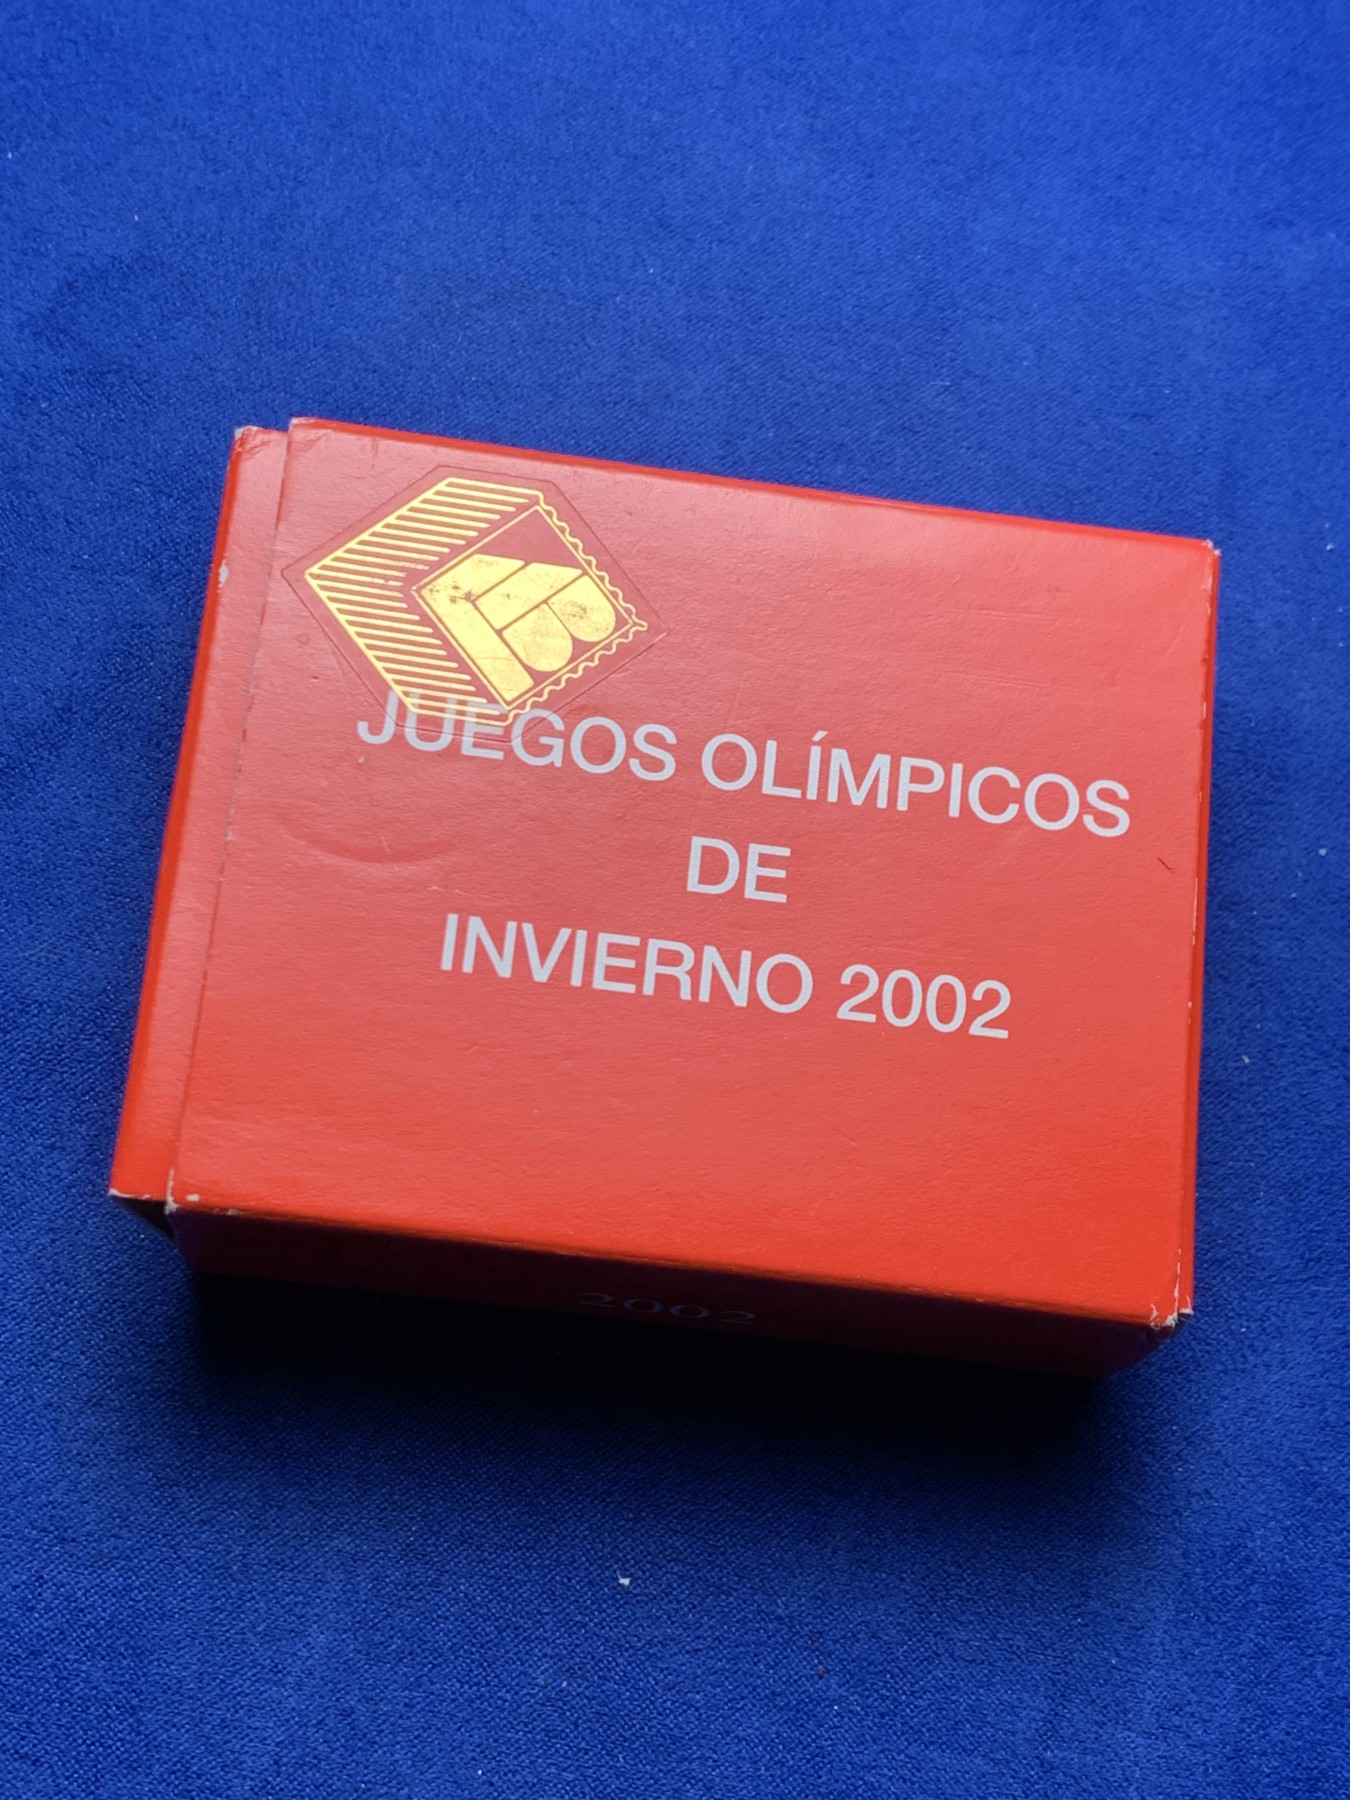 JUEGOS OLÍMPICOS
DE
INVIERNO 2002
2002